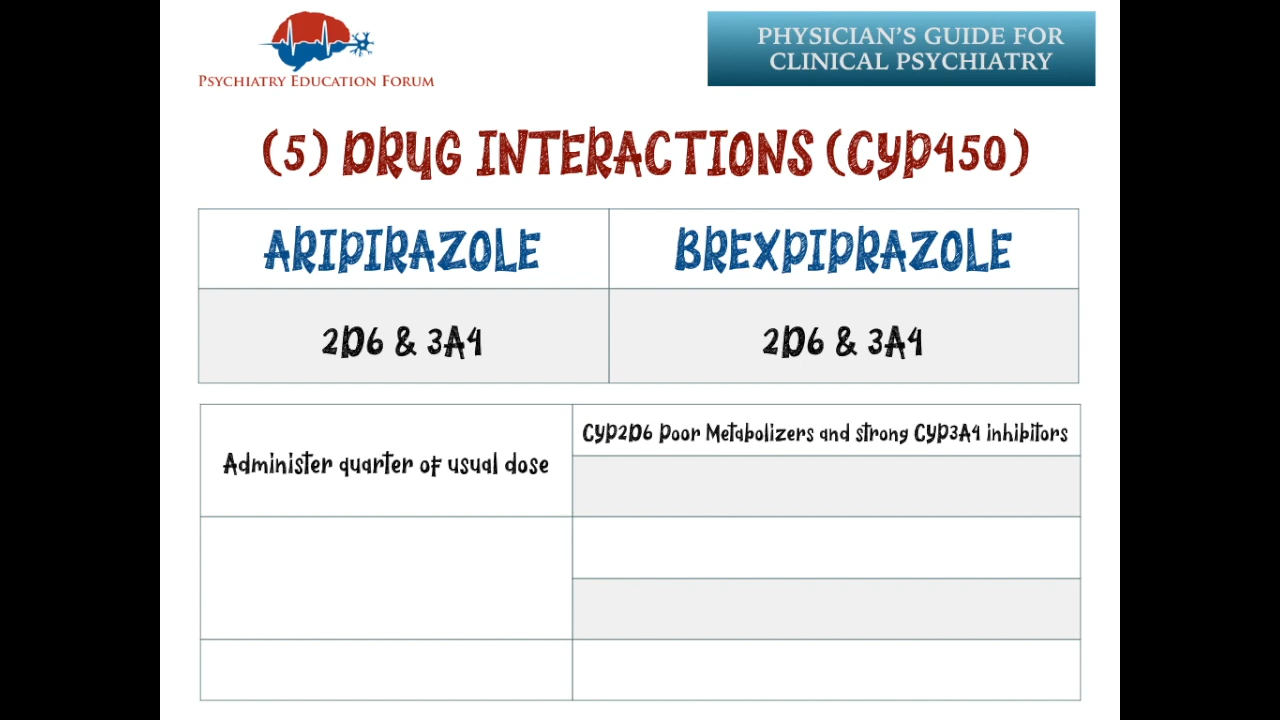 PSYCHIATRY EDUCATION FORUM
PHYSICIAN'S GUIDE FOR
CLINICAL PSYCHIATRY
(5) DRUG INTERACTIONS (CYP450)
ARIPIRAZOLE
BREXPIPRAZOLE
2D6 & 3A4
2D6 & 3A4
Administer quarter of usual dose
CYP2D6 Poor Metabolizers and strong CYP3A4 inhibitors